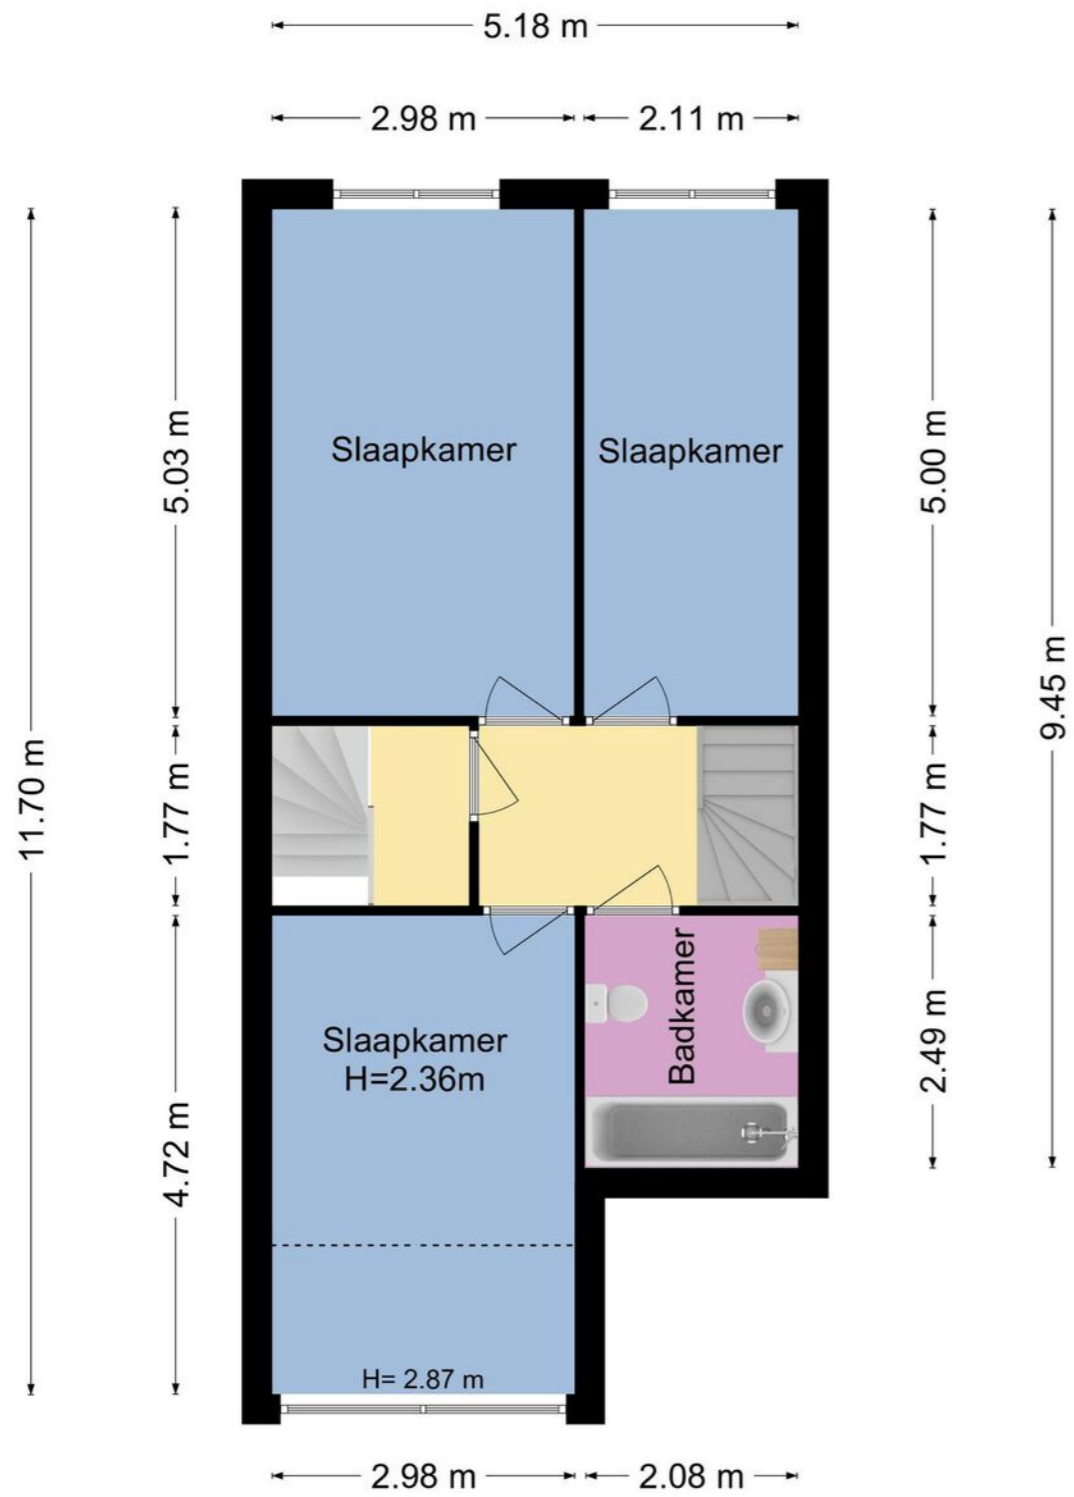 5.18 m
2.98 m
2.11 m
Slaapkamer
Slaapkamer
5.03 m
5.00 m
11.70 m
9.45 m
1.77 m
1.77 m
Slaapkamer
H=2.36m
Badkamer
2.49 m
4.72 m
H= 2.87 m
2.98 m
2.08 m